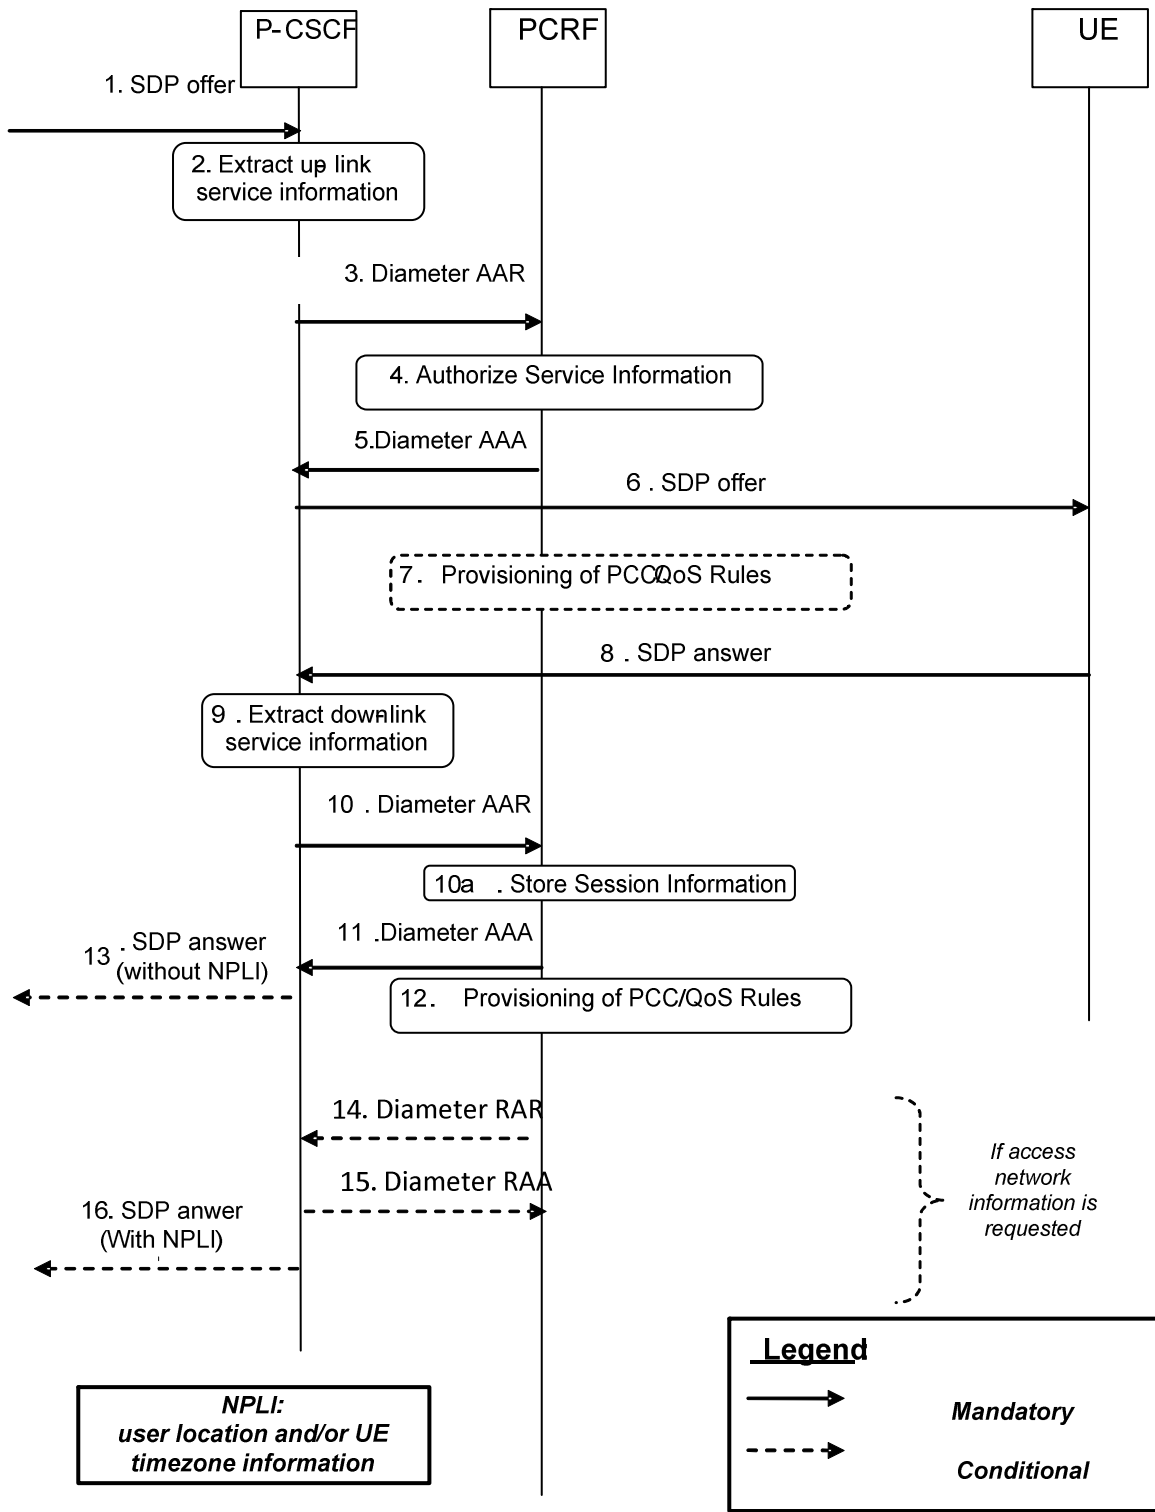 P-CSCF
PCRF
UE
1. SDP offer
2. Extract up link
service information
3. Diameter AAR
4. Authorize Service Information
5.Diameter AAA
6 . SDP offer
7. Provisioning of PCC/QoS Rules
8 . SDP answer
9 . Extract downlink
service information
10 . Diameter AAR
10a . Store Session Information
11 .Diameter AAA
13 . SDP answer
(without NPLI)
12. Provisioning of PCC/QoS Rules
14. Diameter RAR
15. Diameter RAA
16. SDP anwer
(With NPLI)
If access
network
information is
requested
Legend
Mandatory
Conditional
NPLI:
user location and/or UE
timezone information